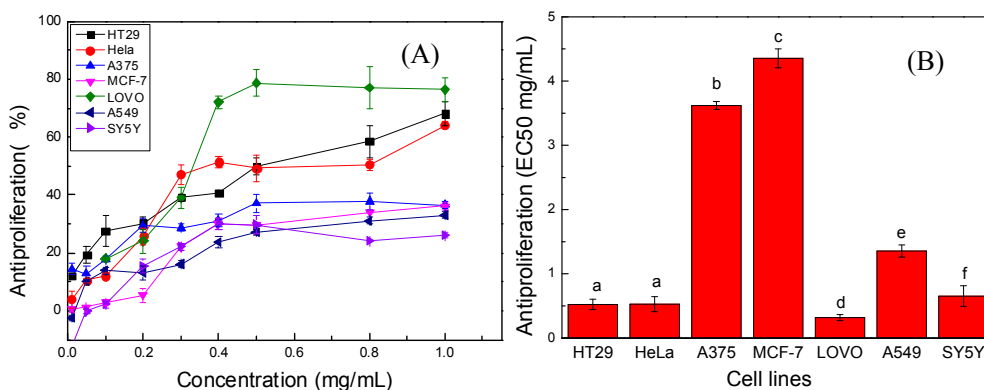 (A)
HT29
Hela
A375
MCF-7
LOVO
A549
SY5Y
Antiproliferation( %)
100
80
60
40
20
0
0.0 0.2 0.4 0.6 0.8 1.0
Concentration (mg/mL)
(B)
Antiproliferation (EC50 mg/mL)
5
4
3
2
1
0
a a b c d e f
HT29 HeLa A375 MCF-7 LOVO A549 SY5Y
Cell lines